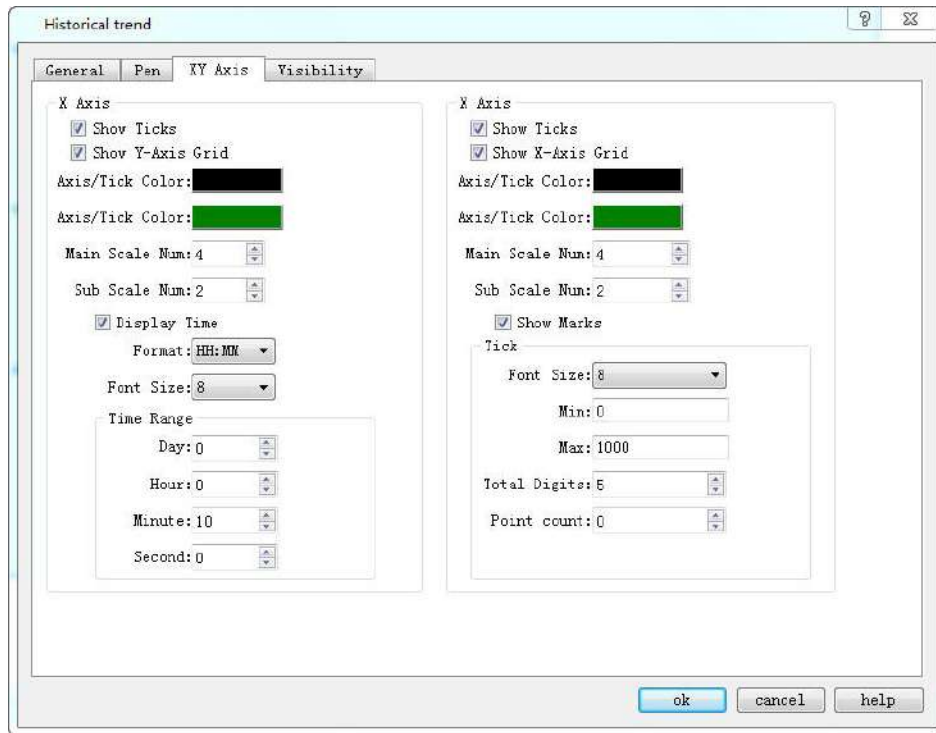 Historical trend
General Pen XY Axis Visibility
X Axis
Show Ticks
Show Y-Axis Grid
Axis/Tick Color:
Axis/Tick Color:
Main Scale Num: 4
Sub Scale Num: 2
Display Time
Format: HH:MM
Font Size: 8
Time Range
Day: 0
Hour: 0
Minute: 10
Second: 0
X Axis
Show Ticks
Show X-Axis Grid
Axis/Tick Color:
Axis/Tick Color:
Main Scale Num: 4
Sub Scale Num: 2
Show Marks
Tick
Font Size: 8
Min: 0
Max: 1000
Total Digits: 5
Point count: 0
ok cancel help